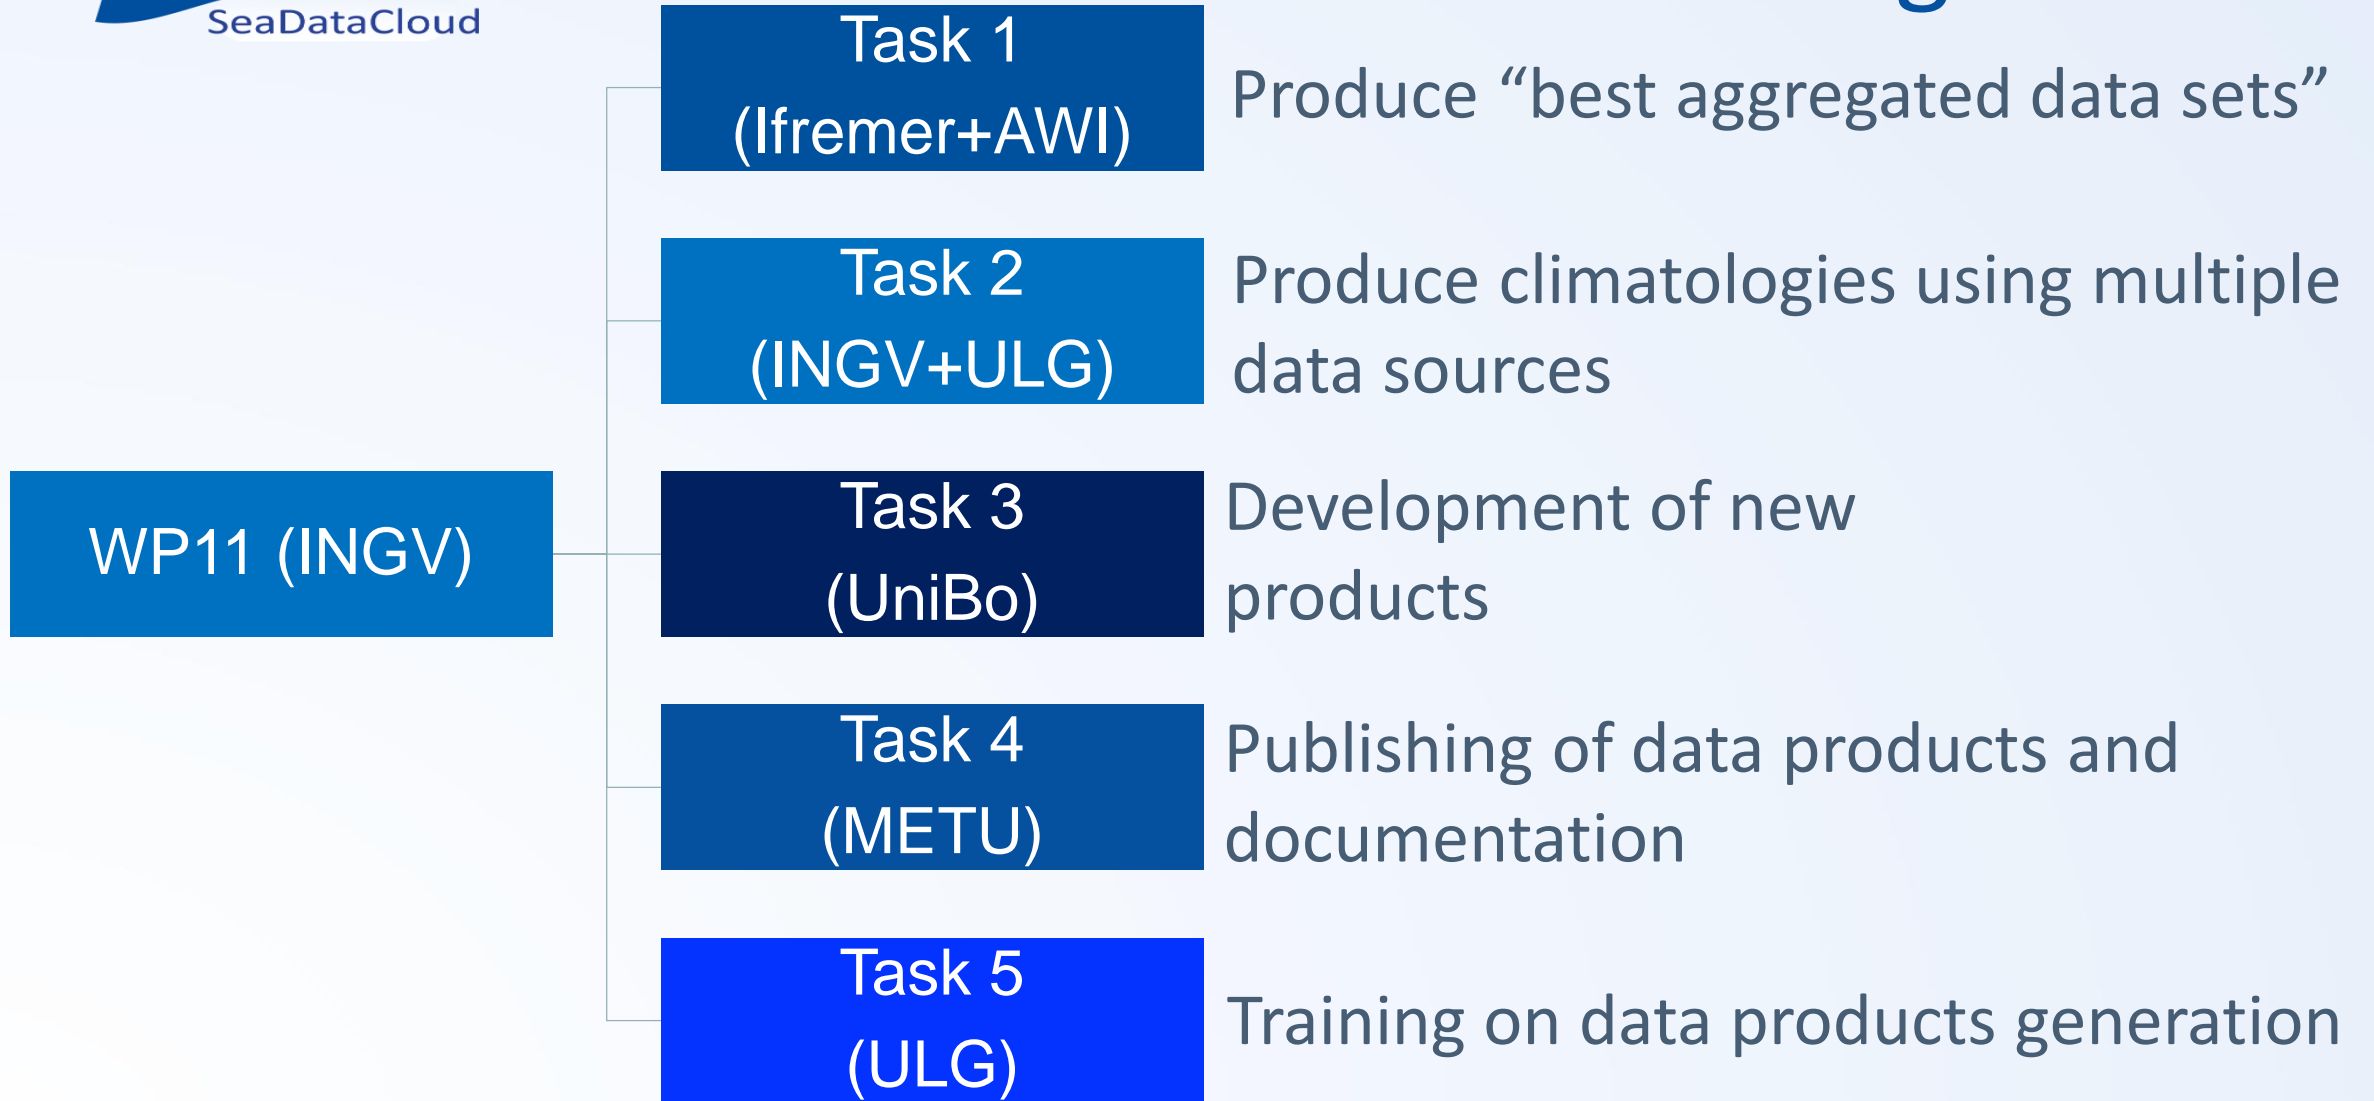 SeaDataCloud
Task 1
(Ifremer+AWI)
Produce “best aggregated data sets”
Task 2
(INGV+ULG)
Produce climatologies using multiple
data sources
WP11 (INGV)
Task 3
(UniBo)
Development of new
products
Task 4
(METU)
Publishing of data products and
documentation
Task 5
(ULG)
Training on data products generation